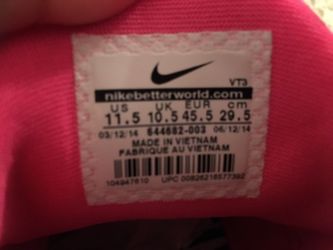 VT3
nikebetterworld.com
US UK EUR cm
11.5 10.5 45.5 29.5
03/12/14 644682-003 06/12/14
MADE IN VIETNAM
FABRIQUE AU VIETNAM
104947610 UPC 00826216577392